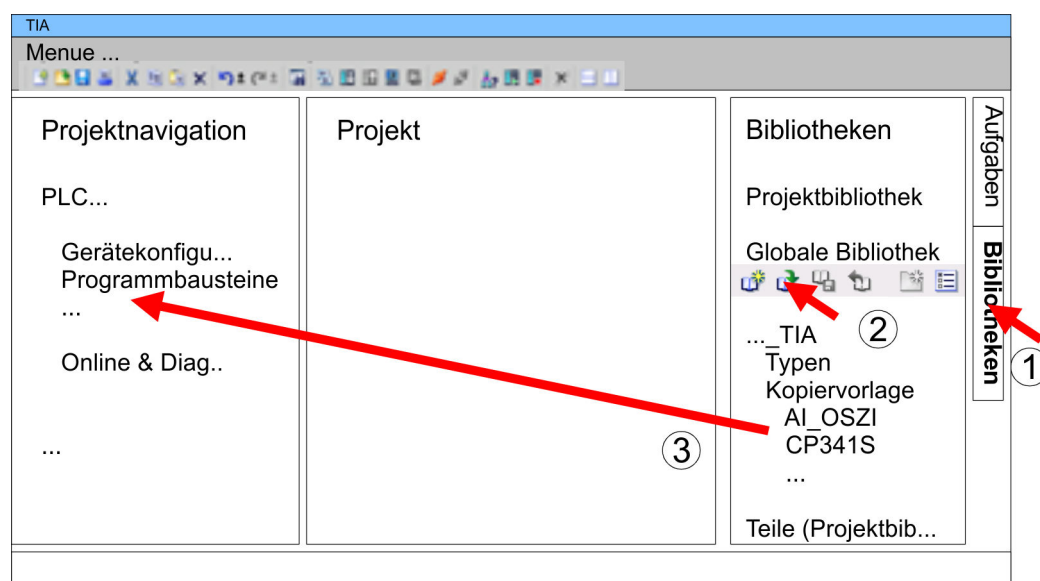 TIA
Menue ...
Projektnavigation
PLC...
Gerätekonfigu...
Programmbausteine
...
Online & Diag..
...
Projekt
③
Bibliotheken
Projektbibliothek
Globale Bibliothek
②
..._TIA
Typen
Kopiervorlage
AI_OSZI
CP341S
...
Teile (Projektbib...
Aufgaben
Bibliotheken
①